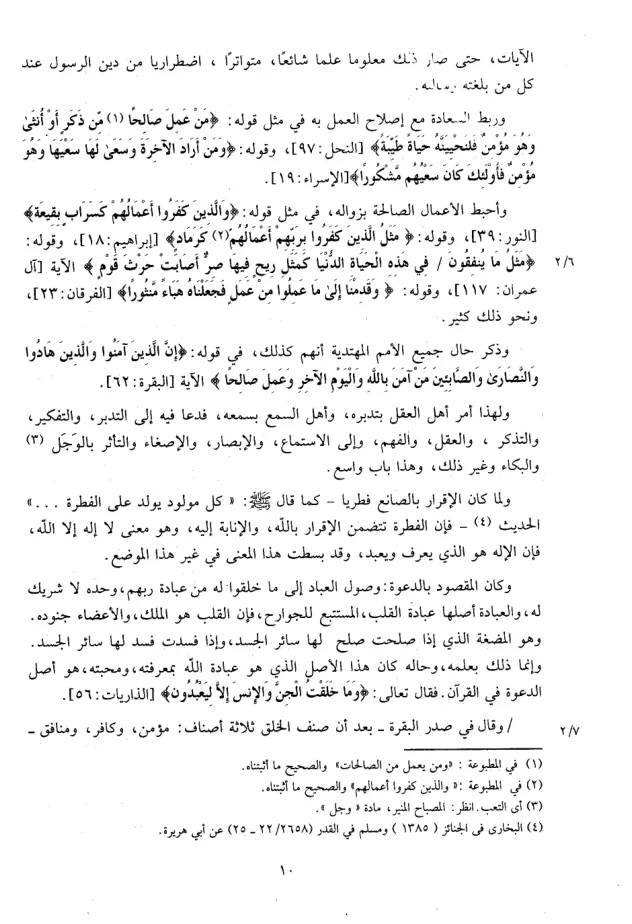 الآيات، حتى صار ذلك معلوما علما شائعًا، متواترًا ، اضطراريا من دين الرسول عند
كل من بلغته رسالته.
وربط السعادة مع إصلاح العمل به في مثل قوله: ﴿مَنْ عَمِلَ صَالِحًا (١) مِّن ذَكَرٍ أَوْ أُنثَىٰ
وَهُوَ مُؤْمِنٌ فَلَنُحْيِيَنَّهُ حَيَاةً طَيِّبَةً﴾ [النحل:٩٧]، وقوله: ﴿وَمَنْ أَرَادَ الآخِرَةَ وَسَعَىٰ لَهَا سَعْيَهَا وَهُوَ
مُؤْمِنٌ فَأُوْلَئِكَ كَانَ سَعْيُهُم مَّشْكُورًا﴾[الإسراء:١٩].
وأحبط الأعمال الصالحة بزواله، في مثل قوله: ﴿وَالَّذِينَ كَفَرُوا أَعْمَالُهُمْ كَسَرَابٍ بِقِيعَةٍ﴾
[النور:٣٩]، وقوله: ﴿ مَثَلُ الَّذِينَ كَفَرُوا بِرَبِّهِمْ أَعْمَالُهُمْ(٢) كَرَمَادٍ﴾ [إبراهيم:١٨]، وقوله:
﴿مَثَلُ مَا يُنفِقُونَ / فِي هَذِهِ الْحَيَاةِ الدُّنْيَا كَمَثَلِ رِيحٍ فِيهَا صِرٌّ أَصَابَتْ حَرْثَ قَوْمٍ ﴾ الآية [آل ٢/٦
عمران: ١١٧]، وقوله: ﴿ وَقَدِمْنَا إِلَىٰ مَا عَمِلُوا مِنْ عَمَلٍ فَجَعَلْنَاهُ هَبَاءً مَّنثُورًا﴾ [الفرقان:٢٣]،
ونحو ذلك كثير.
وذكر حال جميع الأمم المهتدية أنهم كذلك، في قوله: ﴿إِنَّ الَّذِينَ آمَنُوا وَالَّذِينَ هَادُوا
وَالنَّصَارَىٰ وَالصَّابِئِينَ مَنْ آمَنَ بِاللَّهِ وَالْيَوْمِ الآخِرِ وَعَمِلَ صَالِحًا ﴾ الآية [البقرة:٦٢].
ولهذا أمر أهل العقل بتدبره، وأهل السمع بسمعه، فدعا فيه إلى التدبر، والتفكير،
والتذكر ، والعقل، والفهم، وإلى الاستماع، والإبصار، والإصغاء والتأثر بالوَجَل (٣)
والبكاء وغير ذلك، وهذا باب واسع.
ولما كان الإقرار بالصانع فطريا – كما قال ﷺ: « كل مولود يولد على الفطرة ...»
الحديث (٤) – فإن الفطرة تتضمن الإقرار بالله، والإنابة إليه، وهو معنى لا إله إلا الله،
فإن الإله هو الذي يعرف ويعبد، وقد بسطت هذا المعنى في غير هذا الموضع.
وكان المقصود بالدعوة: وصول العباد إلى ما خلقوا له من عبادة ربهم،وحده لا شريك
له،والعبادة أصلها عبادة القلب،المستتبع للجوارح،فإن القلب هو الملك،والأعضاء جنوده.
وهو المضغة الذي إذا صلحت صلح لها سائر الجسد،وإذا فسدت فسد لها سائر الجسد.
وإنما ذلك بعلمه،وحاله كان هذا الأصل الذي هو عبادة الله بمعرفته،ومحبته،هو أصل
الدعوة في القرآن.فقال تعالى: ﴿وَمَا خَلَقْتُ الْجِنَّ وَالإِنسَ إِلاَّ لِيَعْبُدُونِ﴾ [الذاريات:٥٦].
/ وقال في صدر البقرة ــ بعد أن صنف الخلق ثلاثة أصناف: مؤمن، وكافر، ومنافق ــ ٢/٧
(١) في المطبوعة : «ومن يعمل من الصالحات» والصحيح ما أثبتناه.
(٢) في المطبوعة :« والذين كفروا أعمالهم» والصحيح ما أثبتناه.
(٣) أى التعب.انظر: المصباح المنير، مادة « وجل ».
(٤) البخارى فى الجنائز ( ١٣٨٥ ) ومسلم في القدر (٢٢/٢٦٥٨ ــ ٢٥) عن أبي هريرة.
١٠